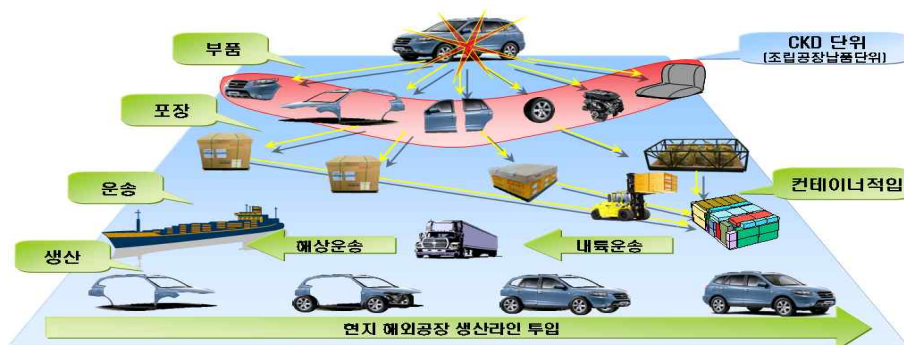 부품
CKD 단위
(조립공장납품단위)
포장
운송
컨테이너적입
해상운송
내륙운송
생산
현지 해외공장 생산라인 투입